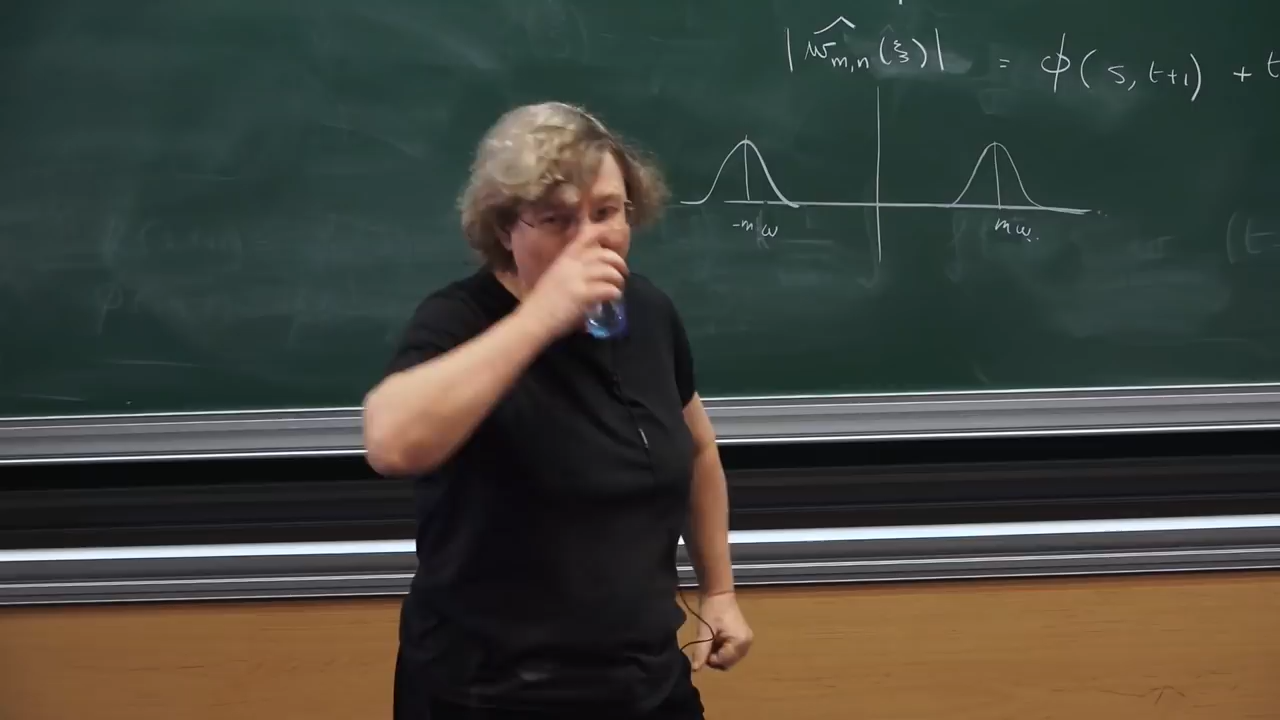 |ŵ_{m,n}(ξ)| = φ(s, t+1) + t
-mω mω
(t